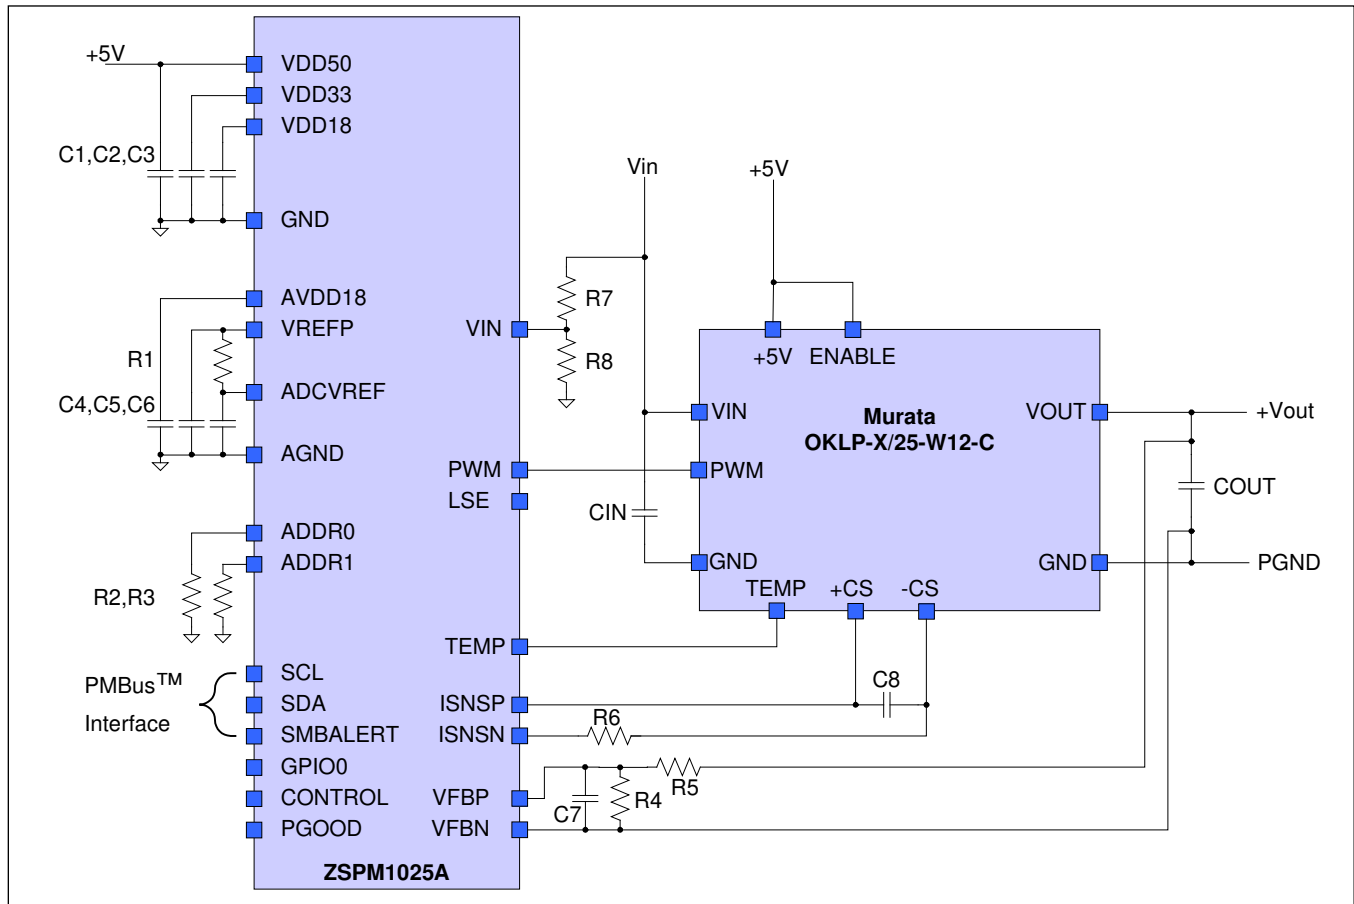 +5V
VDD50
VDD33
VDD18
C1,C2,C3
GND
AVDD18
VREFP
R1
ADCVREF
C4,C5,C6
AGND
ADDR0
ADDR1
R2,R3
SCL
PMBus™
SDA
Interface
SMBALERT
GPIO0
CONTROL
PGOOD
VIN
PWM
LSE
TEMP
ISNSP
ISNSN
VFBP
VFBN
ZSPM1025A
Vin
+5V
R7
R8
CIN
+5V
ENABLE
VIN
Murata
OKLP-X/25-W12-C
VOUT
PWM
GND
GND
TEMP
+CS
-CS
+Vout
COUT
PGND
C8
R6
R5
R4
C7